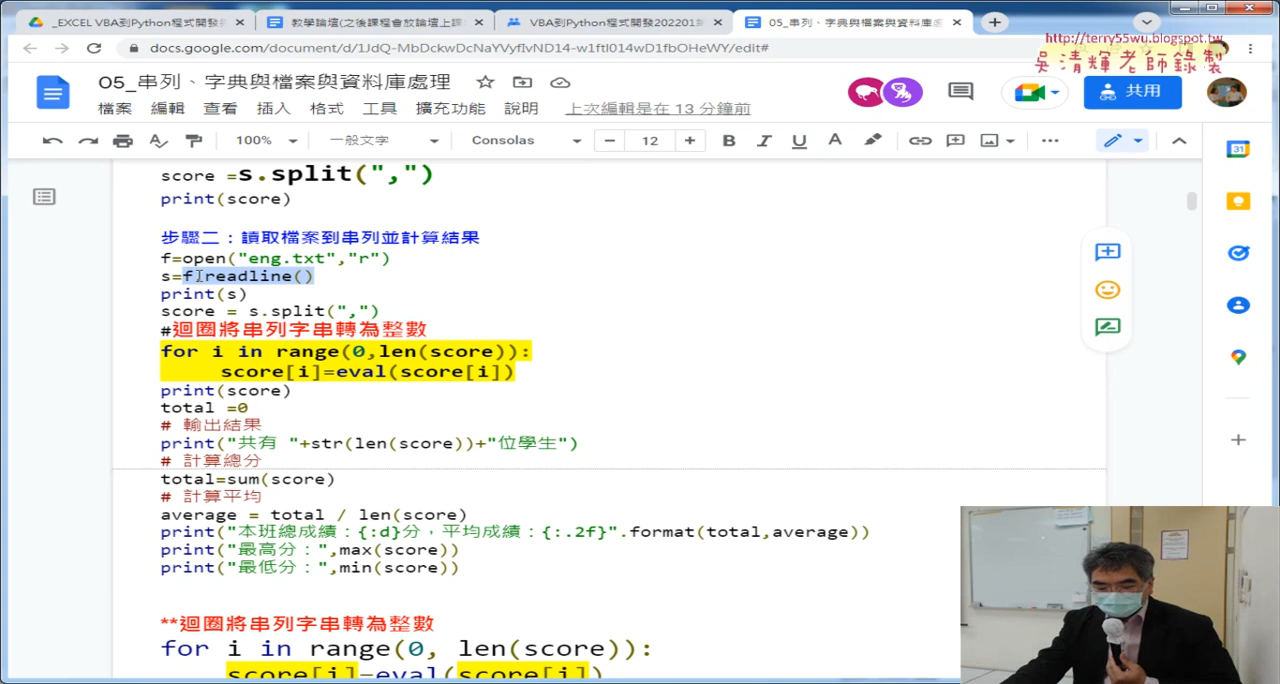 _EXCEL VBA到Python程式開發
教學論壇(之後課程會放論壇上課
VBA到Python程式開發202201
05_串列、字典與檔案與資料庫處
docs.google.com/document/d/1JdQ-MbDckwDcNaYVyfIvND14-w1ftI014wD1fbOHeWY/edit#
http://terry55wu.blogspot.tw
吳清輝老師錄製
05_串列、字典與檔案與資料庫處理
檔案 編輯 查看 插入 格式 工具 擴充功能 說明 上次編輯是在 13 分鐘前
共用
100% 一般文字 Consolas 12 B I U A
31
score =s.split(",")
print(score)
步驟二：讀取檔案到串列並計算結果
f=open("eng.txt","r")
s=f.readline()
print(s)
score = s.split(",")
#迴圈將串列字串轉為整數
for i in range(0,len(score)):
score[i]=eval(score[i])
print(score)
total =0
# 輸出結果
print("共有 "+str(len(score))+"位學生")
# 計算總分
total=sum(score)
# 計算平均
average = total / len(score)
print("本班總成績：{:d}分，平均成績：{:.2f}".format(total,average))
print("最高分：",max(score))
print("最低分：",min(score))
**迴圈將串列字串轉為整數
for i in range(0, len(score)):
score[i]=eval(score[i])